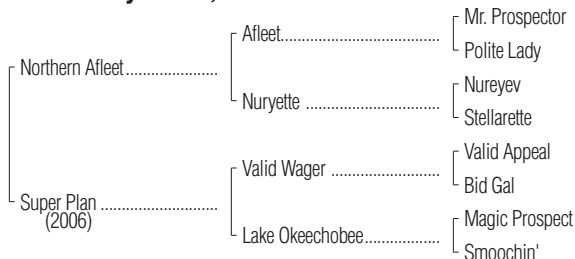 Afleet.......................................... Mr. Prospector
Polite Lady
Northern Afleet........................
Nuryette ................................... Nureyev
Stellarette
Valid Wager ............................. Valid Appeal
Bid Gal
Super Plan ...............................
(2006)
Lake Okeechobee.................... Magic Prospect
Smoochin'